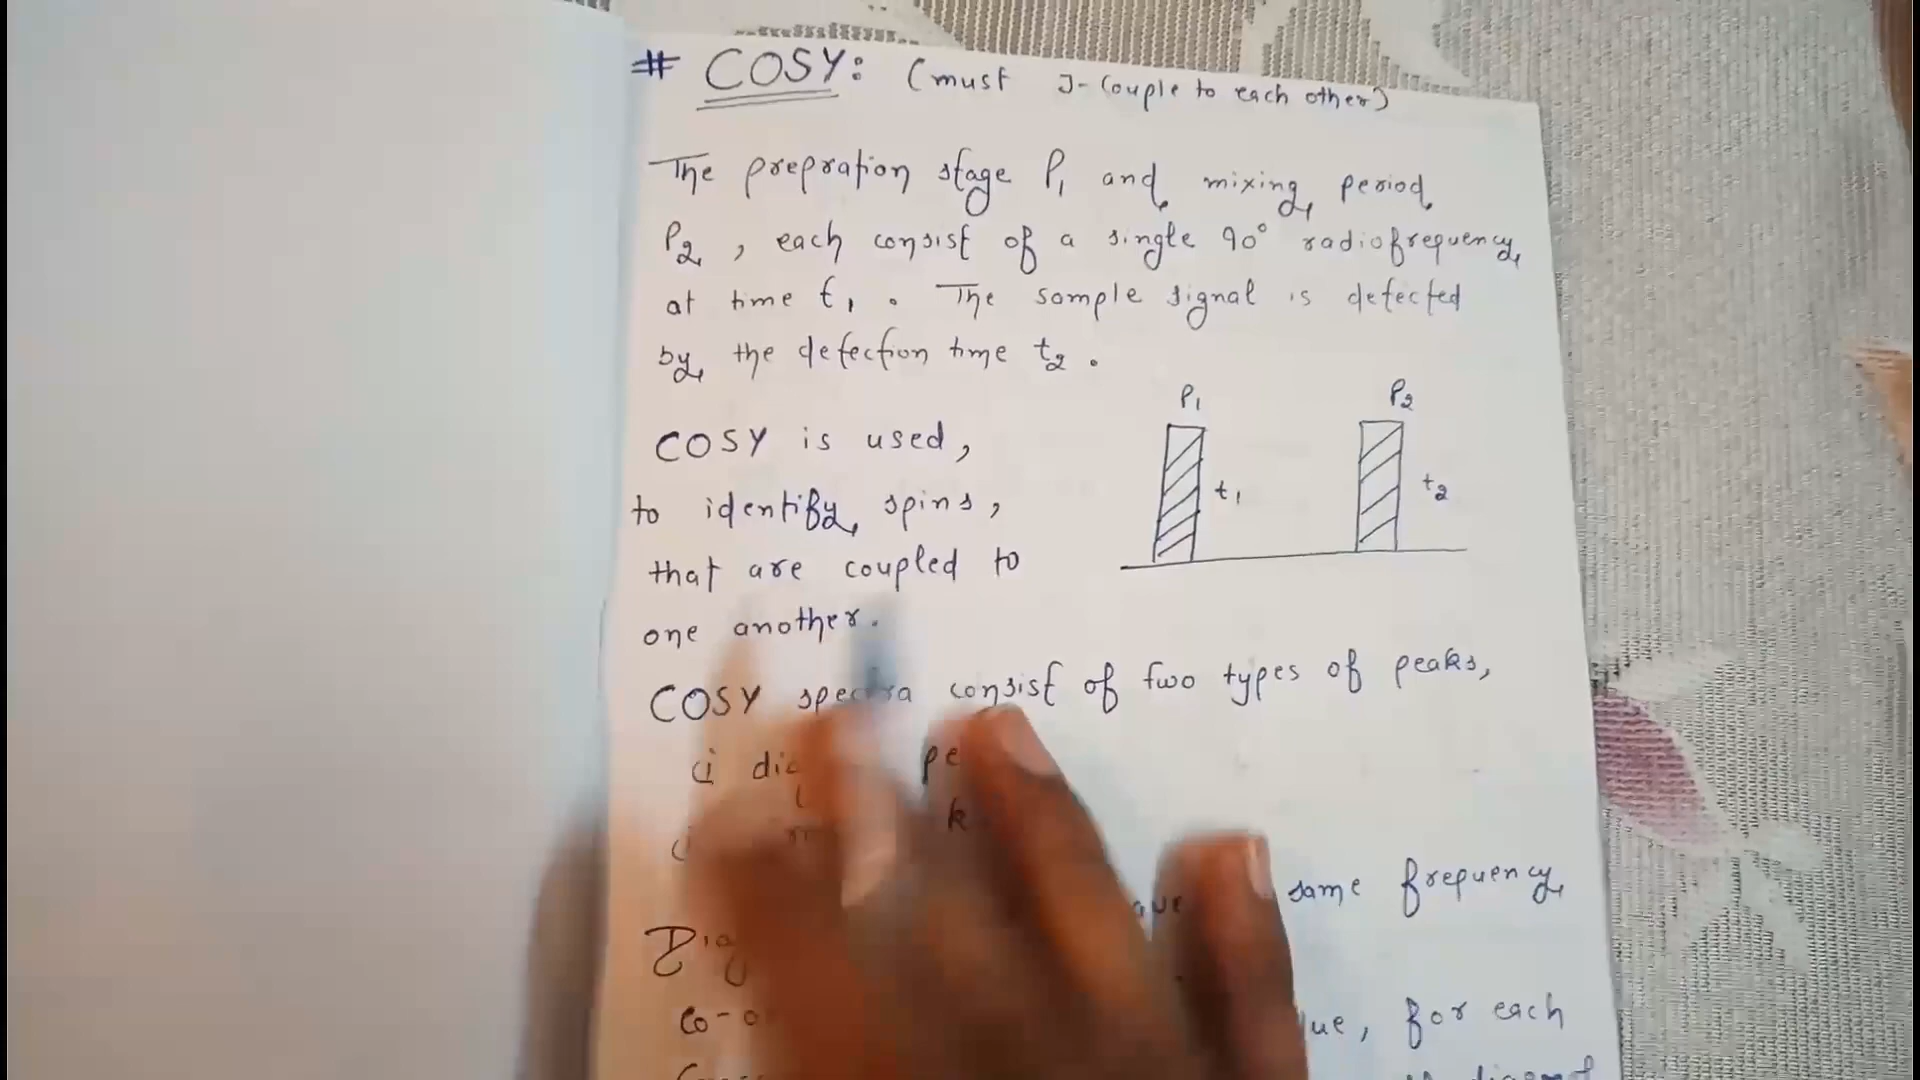 # COSY: (must J-Couple to each other)
The prepration stage P1 and mixing period
P2, each consist of a single 90° radiofrequency
at time t1. The sample signal is detected
by the detection time t2.
P1 P2
COSY is used,
t1 t2
to identify spins,
that are coupled to
one another.
COSY spectra consist of two types of peaks,
(i
same frequency
for each